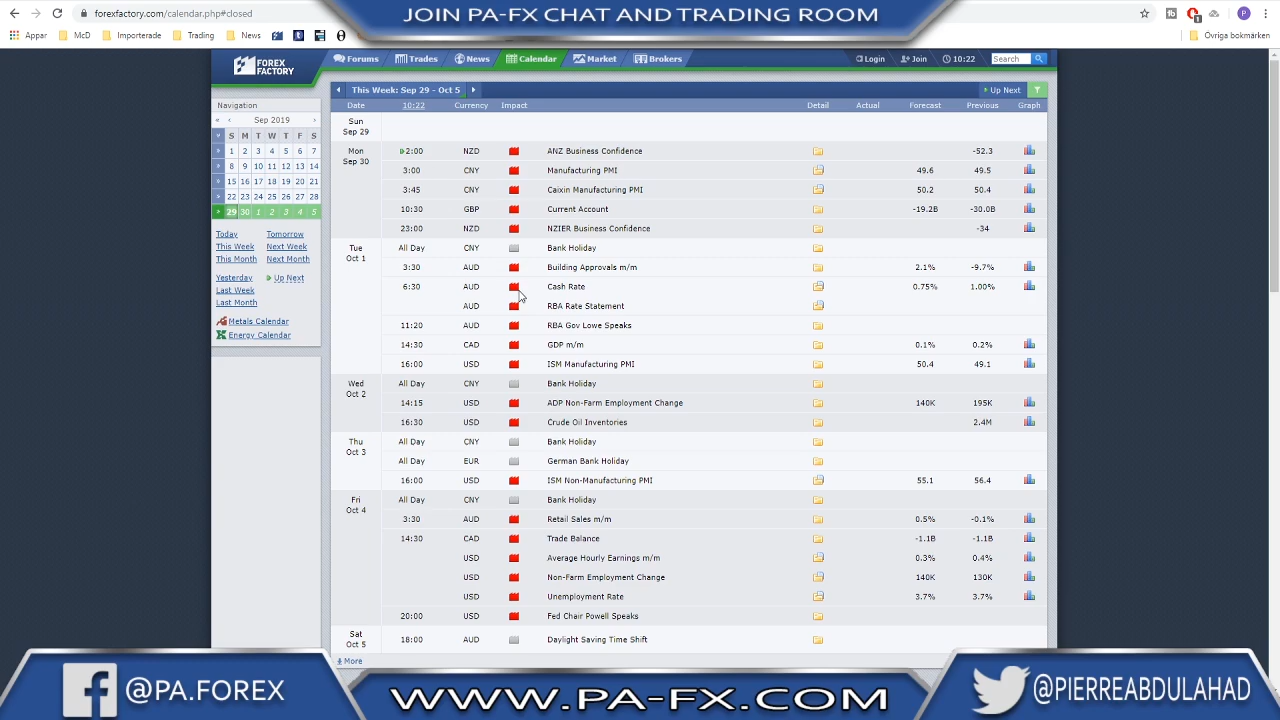 JOIN PA-FX CHAT AND TRADING ROOM
forexfactory.com/calendar.php#closed
Appar McD Importerade Trading News Övriga bokmärken
FOREX FACTORY
Forums Trades News Calendar Market Brokers Login Join 10:22 Search
Navigation
« ‹ Sep 2019 ›
S M T W T F S
1 2 3 4 5 6 7
8 9 10 11 12 13 14
15 16 17 18 19 20 21
22 23 24 25 26 27 28
29 30 1 2 3 4 5
Today Tomorrow
This Week Next Week
This Month Next Month
Yesterday Up Next
Last Week
Last Month
Metals Calendar
Energy Calendar
This Week: Sep 29 - Oct 5 Up Next
Date 10:22 Currency Impact Detail Actual Forecast Previous Graph
Sun
Sep 29
Mon
Sep 30
2:00 NZD ANZ Business Confidence -52.3
3:00 CNY Manufacturing PMI 49.6 49.5
3:45 CNY Caixin Manufacturing PMI 50.2 50.4
10:30 GBP Current Account -19.2B -30.0B
23:00 NZD NZIER Business Confidence -34
Tue
Oct 1
All Day CNY Bank Holiday
3:30 AUD Building Approvals m/m 2.1% -9.7%
6:30 AUD Cash Rate 0.75% 1.00%
AUD RBA Rate Statement
11:20 AUD RBA Gov Lowe Speaks
14:30 CAD GDP m/m 0.1% 0.2%
16:00 USD ISM Manufacturing PMI 50.4 49.1
Wed
Oct 2
All Day CNY Bank Holiday
14:15 USD ADP Non-Farm Employment Change 140K 195K
16:30 USD Crude Oil Inventories 2.4M
Thu
Oct 3
All Day CNY Bank Holiday
All Day EUR German Bank Holiday
16:00 USD ISM Non-Manufacturing PMI 55.1 56.4
Fri
Oct 4
All Day CNY Bank Holiday
3:30 AUD Retail Sales m/m 0.5% -0.1%
14:30 CAD Trade Balance -1.1B -1.1B
USD Average Hourly Earnings m/m 0.3% 0.4%
USD Non-Farm Employment Change 140K 130K
USD Unemployment Rate 3.7% 3.7%
20:00 USD Fed Chair Powell Speaks
Sat
Oct 5
18:00 AUD Daylight Saving Time Shift
More
@PA.FOREX
WWW.PA-FX.COM
@PIERREABDULAHAD